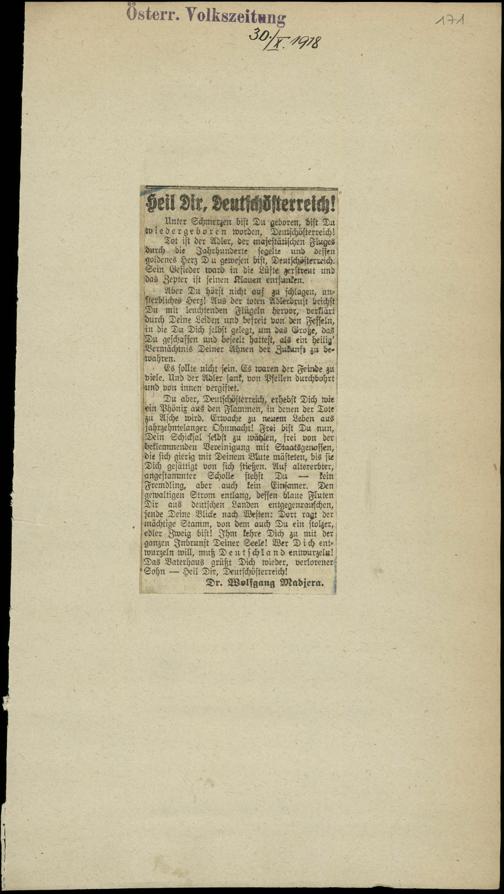 Österr. Volkszeitung
171
30./X. 1918
Heil Dir, Deutschösterreich!
Unter Schmerzen bist Du geboren, bist Du
wiedergeboren worden, Deutschösterreich!
Tot ist der Adler, der majestätischen Fluges
durch die Jahrhunderte segelte und dessen
goldenes Herz Du gewesen bist, Deutschösterreich.
Sein Gefieder ward in die Lüfte zerstreut und
das Zepter ist seinen Klauen entsunken.
Aber Du hörst nicht auf zu schlagen, un-
sterbliches Herz! Aus der toten Adlerbrust brichst
Du mit leuchtenden Flügeln hervor, verklärt
durch Deine Leiden und befreit von den Fesseln,
in die Du Dich selbst gelegt, um das Große, das
Du geschaffen und beseelt hattest, als ein heilig'
Vermächtnis Deiner Ahnen der Zukunft zu be-
wahren.
Es sollte nicht sein. Es waren der Feinde zu
viele. Und der Adler sank, von Pfeilen durchbohrt
und von innen vergiftet.
Du aber, Deutschösterreich, erhebst Dich wie
ein Phönix aus den Flammen, in denen der Tote
zu Asche wird. Erwache zu neuem Leben aus
jahrzehntelanger Ohnmacht! Frei bist Du nun,
Dein Schicksal selbst zu wählen, frei von der
beklemmenden Vereinigung mit Staatsgenossen,
die sich gierig mit Deinem Blute mästeten, bis sie
Dich gesättigt von sich stießen. Auf altererbter,
angestammter Scholle stehst Du — kein
Fremdling, aber auch kein Einsamer. Den
gewaltigen Strom entlang, dessen blaue Fluten
Dir aus deutschen Landen entgegenrauschen,
sende Deine Blicke nach Westen: Dort ragt der
mächtige Stamm, von dem auch Du ein stolzer,
edler Zweig bist! Ihm kehre Dich zu mit der
ganzen Inbrunst Deiner Seele! Wer Dich ent-
wurzeln will, muß Deutschland entwurzeln!
Das Vaterhaus grüßt Dich wieder, verlorener
Sohn — Heil Dir, Deutschösterreich!
Dr. Wolfgang Madjera.